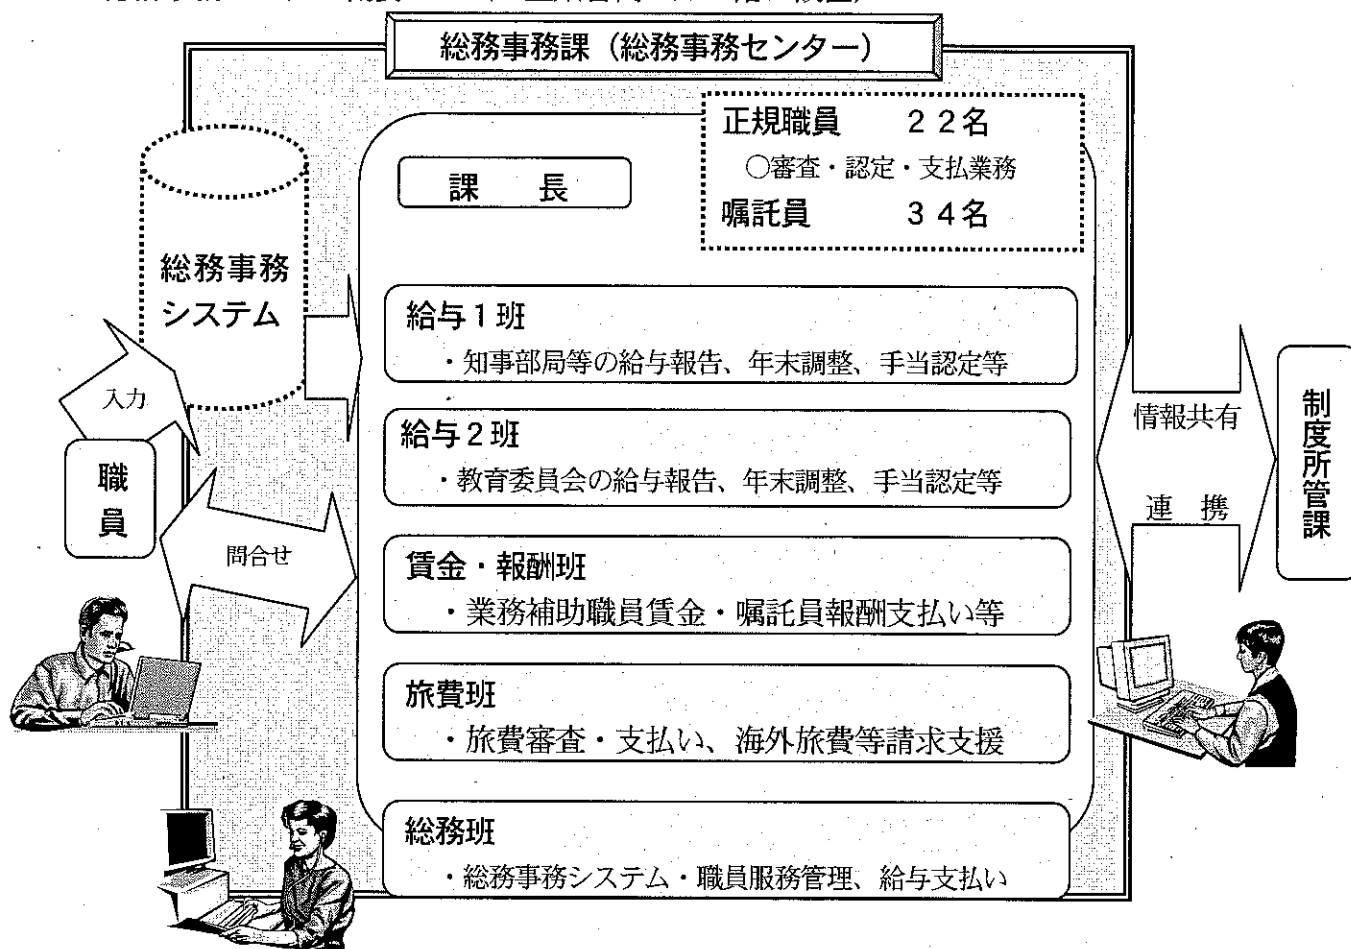 総務事務課（総務事務センター）
正規職員　２２名
○審査・認定・支払業務
嘱託員　３４名
課　長
総務事務
システム
給与１班
・知事部局等の給与報告、年末調整、手当認定等
入力
給与２班
・教育委員会の給与報告、年末調整、手当認定等
職員
問合せ
賃金・報酬班
・業務補助職員賃金・嘱託員報酬支払い等
情報共有
連　携
制度所管課
旅費班
・旅費審査・支払い、海外旅費等請求支援
総務班
・総務事務システム・職員服務管理、給与支払い